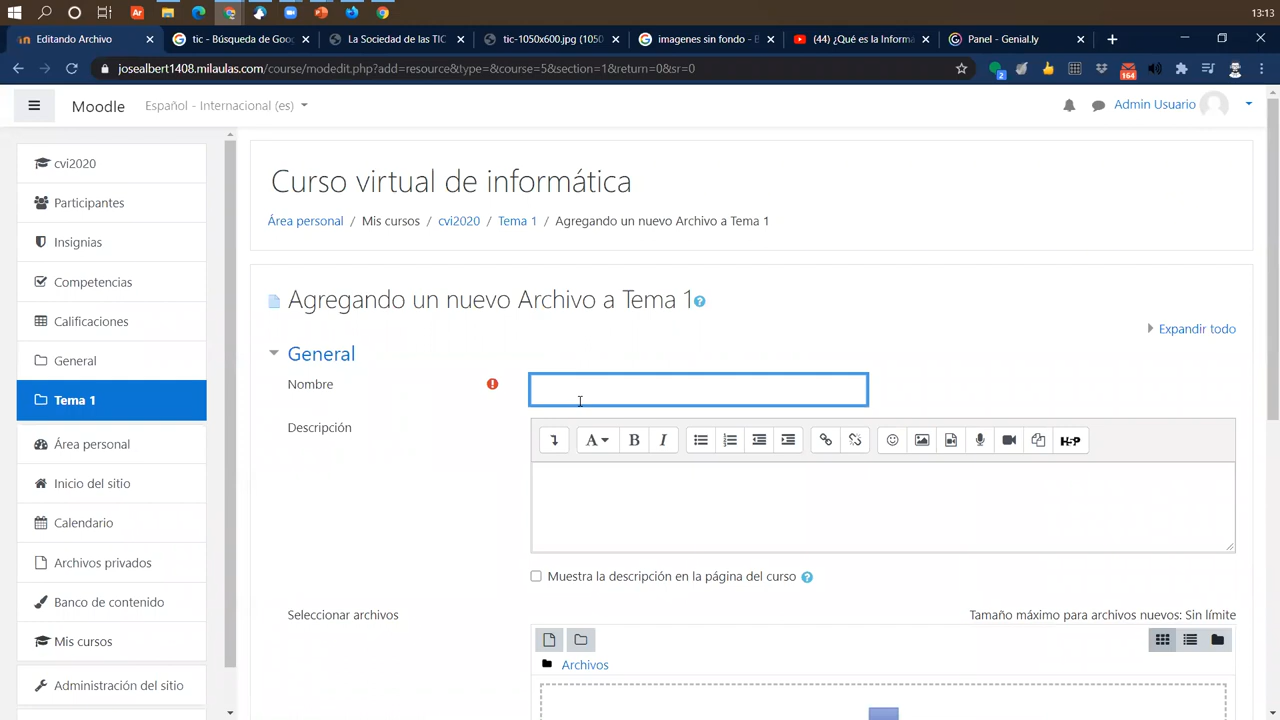 13:13
Editando Archivo
tic - Búsqueda de Goog
La Sociedad de las TIC
tic-1050x600.jpg (1050
imagenes sin fondo - B
(44) ¿Qué es la Informa
Panel - Genial.ly
josealbert1408.milaulas.com/course/modedit.php?add=resource&type=&course=5&section=1&return=0&sr=0
2
164
Moodle
Español - Internacional (es)
Admin Usuario
cvi2020
Participantes
Insignias
Competencias
Calificaciones
General
Tema 1
Área personal
Inicio del sitio
Calendario
Archivos privados
Banco de contenido
Mis cursos
Administración del sitio
Curso virtual de informática
Área personal / Mis cursos / cvi2020 / Tema 1 / Agregando un nuevo Archivo a Tema 1
Agregando un nuevo Archivo a Tema 1
Expandir todo
General
Nombre
Descripción
A B I H-P
Muestra la descripción en la página del curso
Seleccionar archivos
Tamaño máximo para archivos nuevos: Sin límite
Archivos